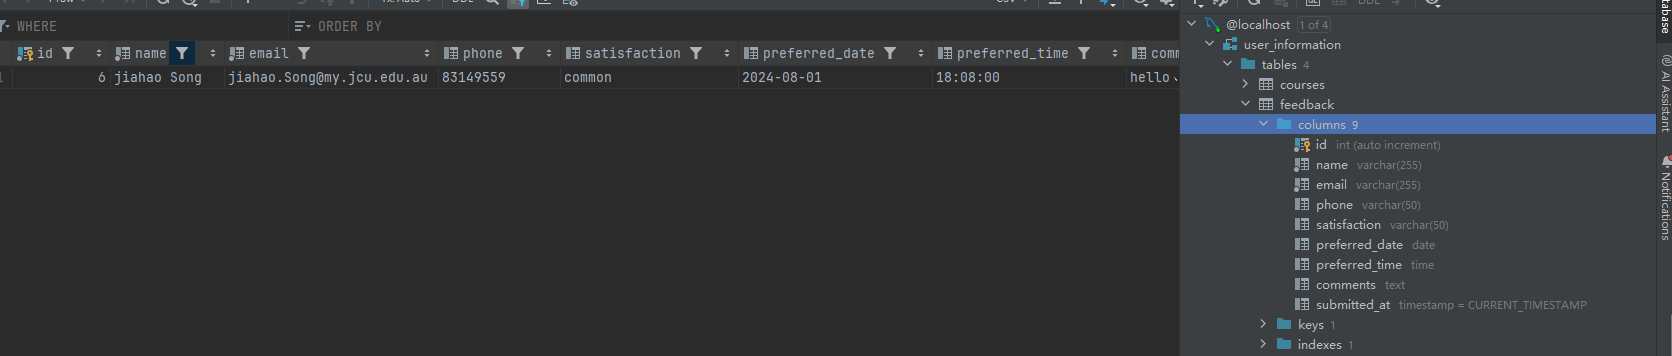 WHERE ORDER BY
id name email phone satisfaction preferred_date preferred_time
6 jiahao Song jiahao.Song@my.jcu.edu.au 83149559 common 2024-08-01 18:08:00 hello
@localhost 1 of 4
user_information
tables 4
courses
feedback
columns 9
id int (auto increment)
name varchar(255)
email varchar(255)
phone varchar(50)
satisfaction varchar(50)
preferred_date date
preferred_time time
comments text
submitted_at timestamp = CURRENT_TIMESTAMP
keys 1
indexes 1
AI Assistant
Notifications